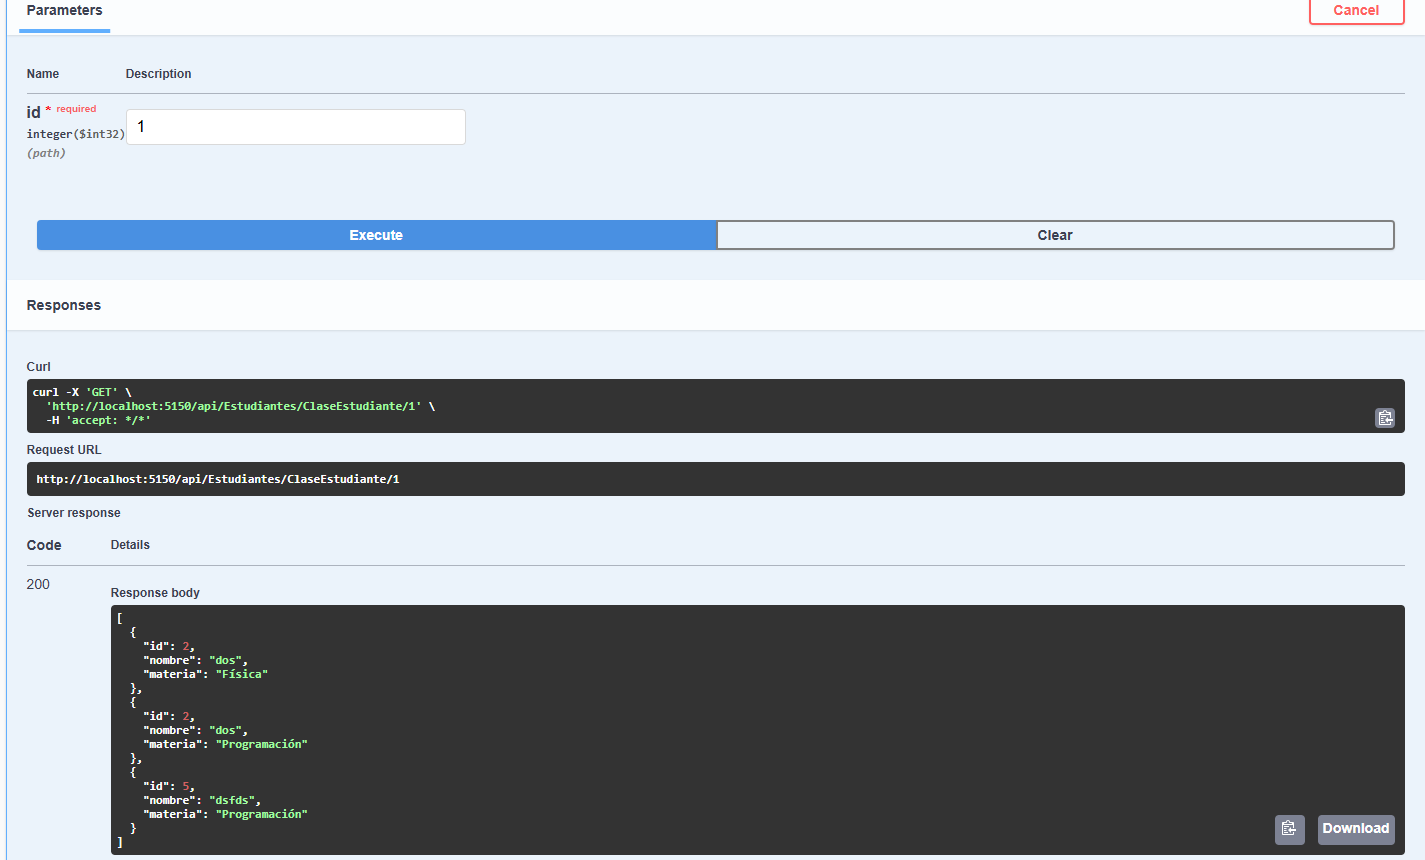 Parameters
Cancel
Name Description
id * required
integer($int32)
(path)
1
Execute Clear
Responses
Curl
curl -X 'GET' \
  'http://localhost:5150/api/Estudiantes/ClaseEstudiante/1' \
  -H 'accept: */*'
Request URL
http://localhost:5150/api/Estudiantes/ClaseEstudiante/1
Server response
Code Details
200
Response body
[
  {
    "id": 2,
    "nombre": "dos",
    "materia": "Física"
  },
  {
    "id": 2,
    "nombre": "dos",
    "materia": "Programación"
  },
  {
    "id": 5,
    "nombre": "dsfds",
    "materia": "Programación"
  }
]
Download